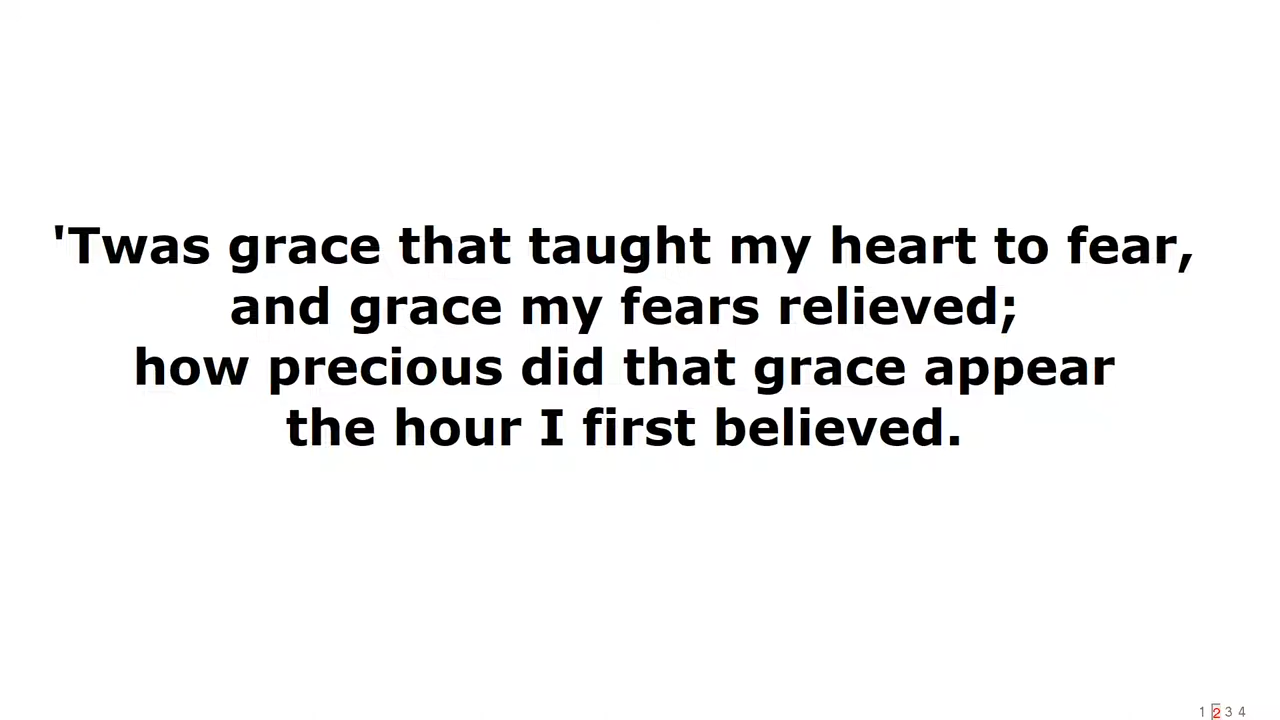 'Twas grace that taught my heart to fear,
and grace my fears relieved;
how precious did that grace appear
the hour I first believed.
1 2 3 4